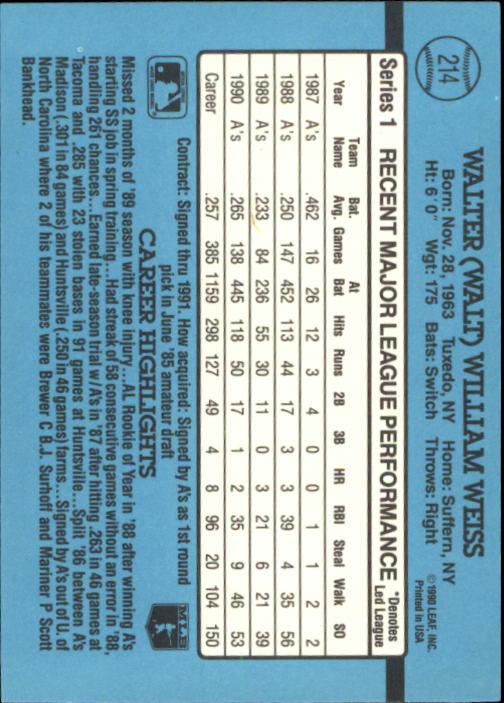 214
WALTER (WALT) WILLIAM WEISS
Born: Nov. 28, 1963 Tuxedo, NY Home: Suffern, NY
Ht: 6' 0" Wgt: 175 Bats: Switch Throws: Right
©1990 LEAF, INC.
Printed in USA
Series 1 RECENT MAJOR LEAGUE PERFORMANCE *Denotes Led League
Year Team Name Bat. Avg. Games At Bat Hits Runs 2B 3B HR RBI Steal Walk SO
1987 A's .462 16 26 12 3 4 0 0 1 1 2 2
1988 A's .250 147 452 113 44 17 3 3 39 4 35 56
1989 A's .233 84 236 55 30 11 0 3 21 6 21 39
1990 A's .265 138 445 118 50 17 1 2 35 9 46 53
Career .257 385 1159 298 127 49 4 8 96 20 104 150
Contract: Signed thru 1991. How acquired: Signed by A's as 1st round
pick in June '85 amateur draft
CAREER HIGHLIGHTS
MLB
Missed 2 months of '89 season with knee injury...AL Rookie of Year in '88 after winning A's
starting SS job in spring training...Had streak of 58 consecutive games without an error in '88,
handling 261 chances...Earned late-season trial w/A's in '87 after hitting .263 in 46 games at
Tacoma and .285 with 23 stolen bases in 91 games at Huntsville...Split '86 between A's
Madison (.301 in 84 games) and Huntsville (.250 in 46 games) farms...Signed by A's out of U. of
North Carolina where 2 of his teammates were Brewer C B.J. Surhoff and Mariner P Scott
Bankhead.